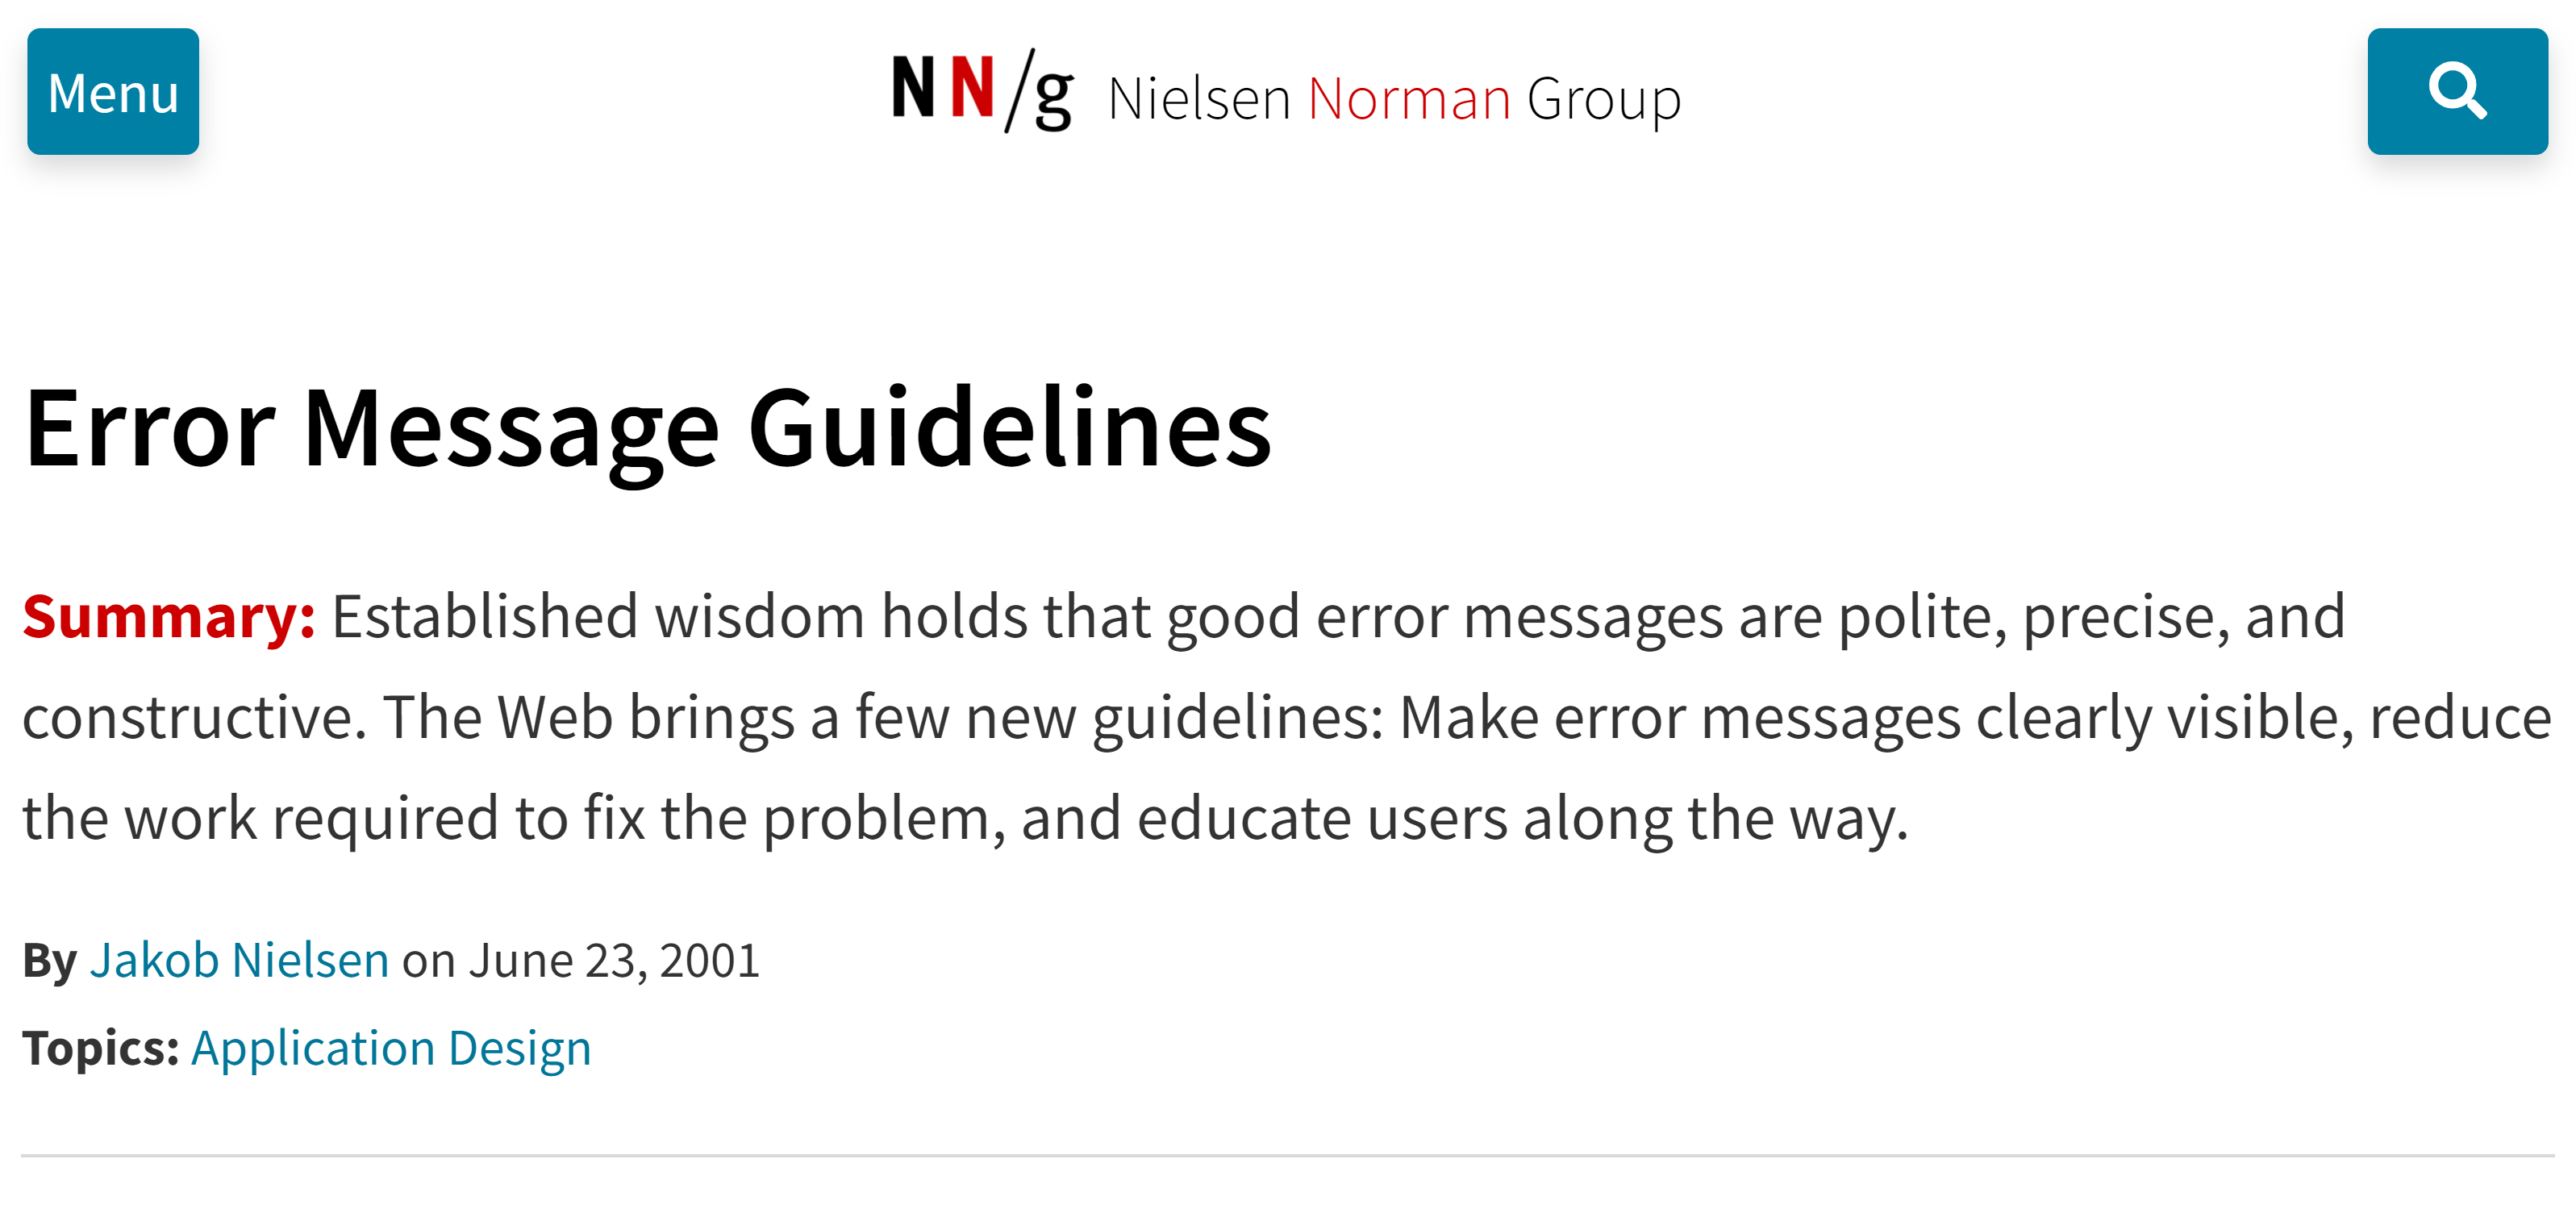 Menu
NN/g Nielsen Norman Group
Error Message Guidelines
Summary: Established wisdom holds that good error messages are polite, precise, and
constructive. The Web brings a few new guidelines: Make error messages clearly visible, reduce
the work required to fix the problem, and educate users along the way.
By Jakob Nielsen on June 23, 2001
Topics: Application Design